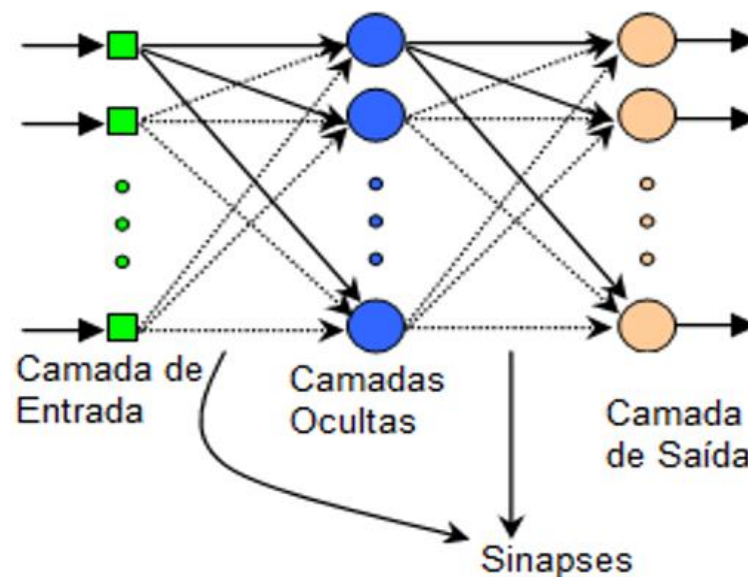 Camada de
Entrada
Camadas
Ocultas
Camada
de Saída
Sinapses